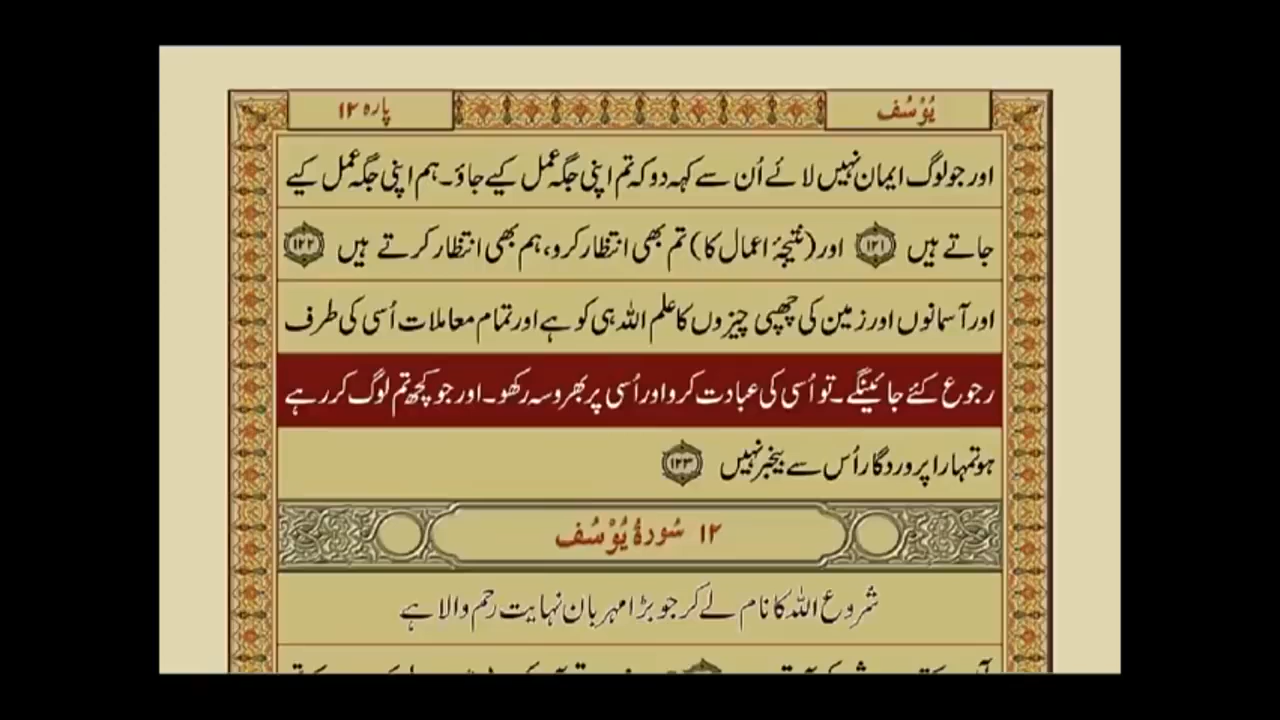 یُوْسُف
پارہ ۱۲
اور جو لوگ ایمان نہیں لائے اُن سے کہہ دو کہ تم اپنی جگہ عمل کیے جاؤ۔ ہم اپنی جگہ عمل کیے
جاتے ہیں ۱۲۱ اور (نتیجۂ اعمال کا) تم بھی انتظار کرو، ہم بھی انتظار کرتے ہیں ۱۲۲
اور آسمانوں اور زمین کی چھپی چیزوں کا علم اللہ ہی کو ہے اور تمام معاملات اُسی کی طرف
رجوع کئے جائینگے۔ تو اُسی کی عبادت کرو اور اُسی پر بھروسہ رکھو۔ اور جو کچھ تم لوگ کر رہے
ہو تمہارا پروردگار اُس سے بیخبر نہیں ۱۲۳
۱۲ سُورۃُ یُوْسُف
شروع اللہ کا نام لے کر جو بڑا مہربان نہایت رحم والا ہے